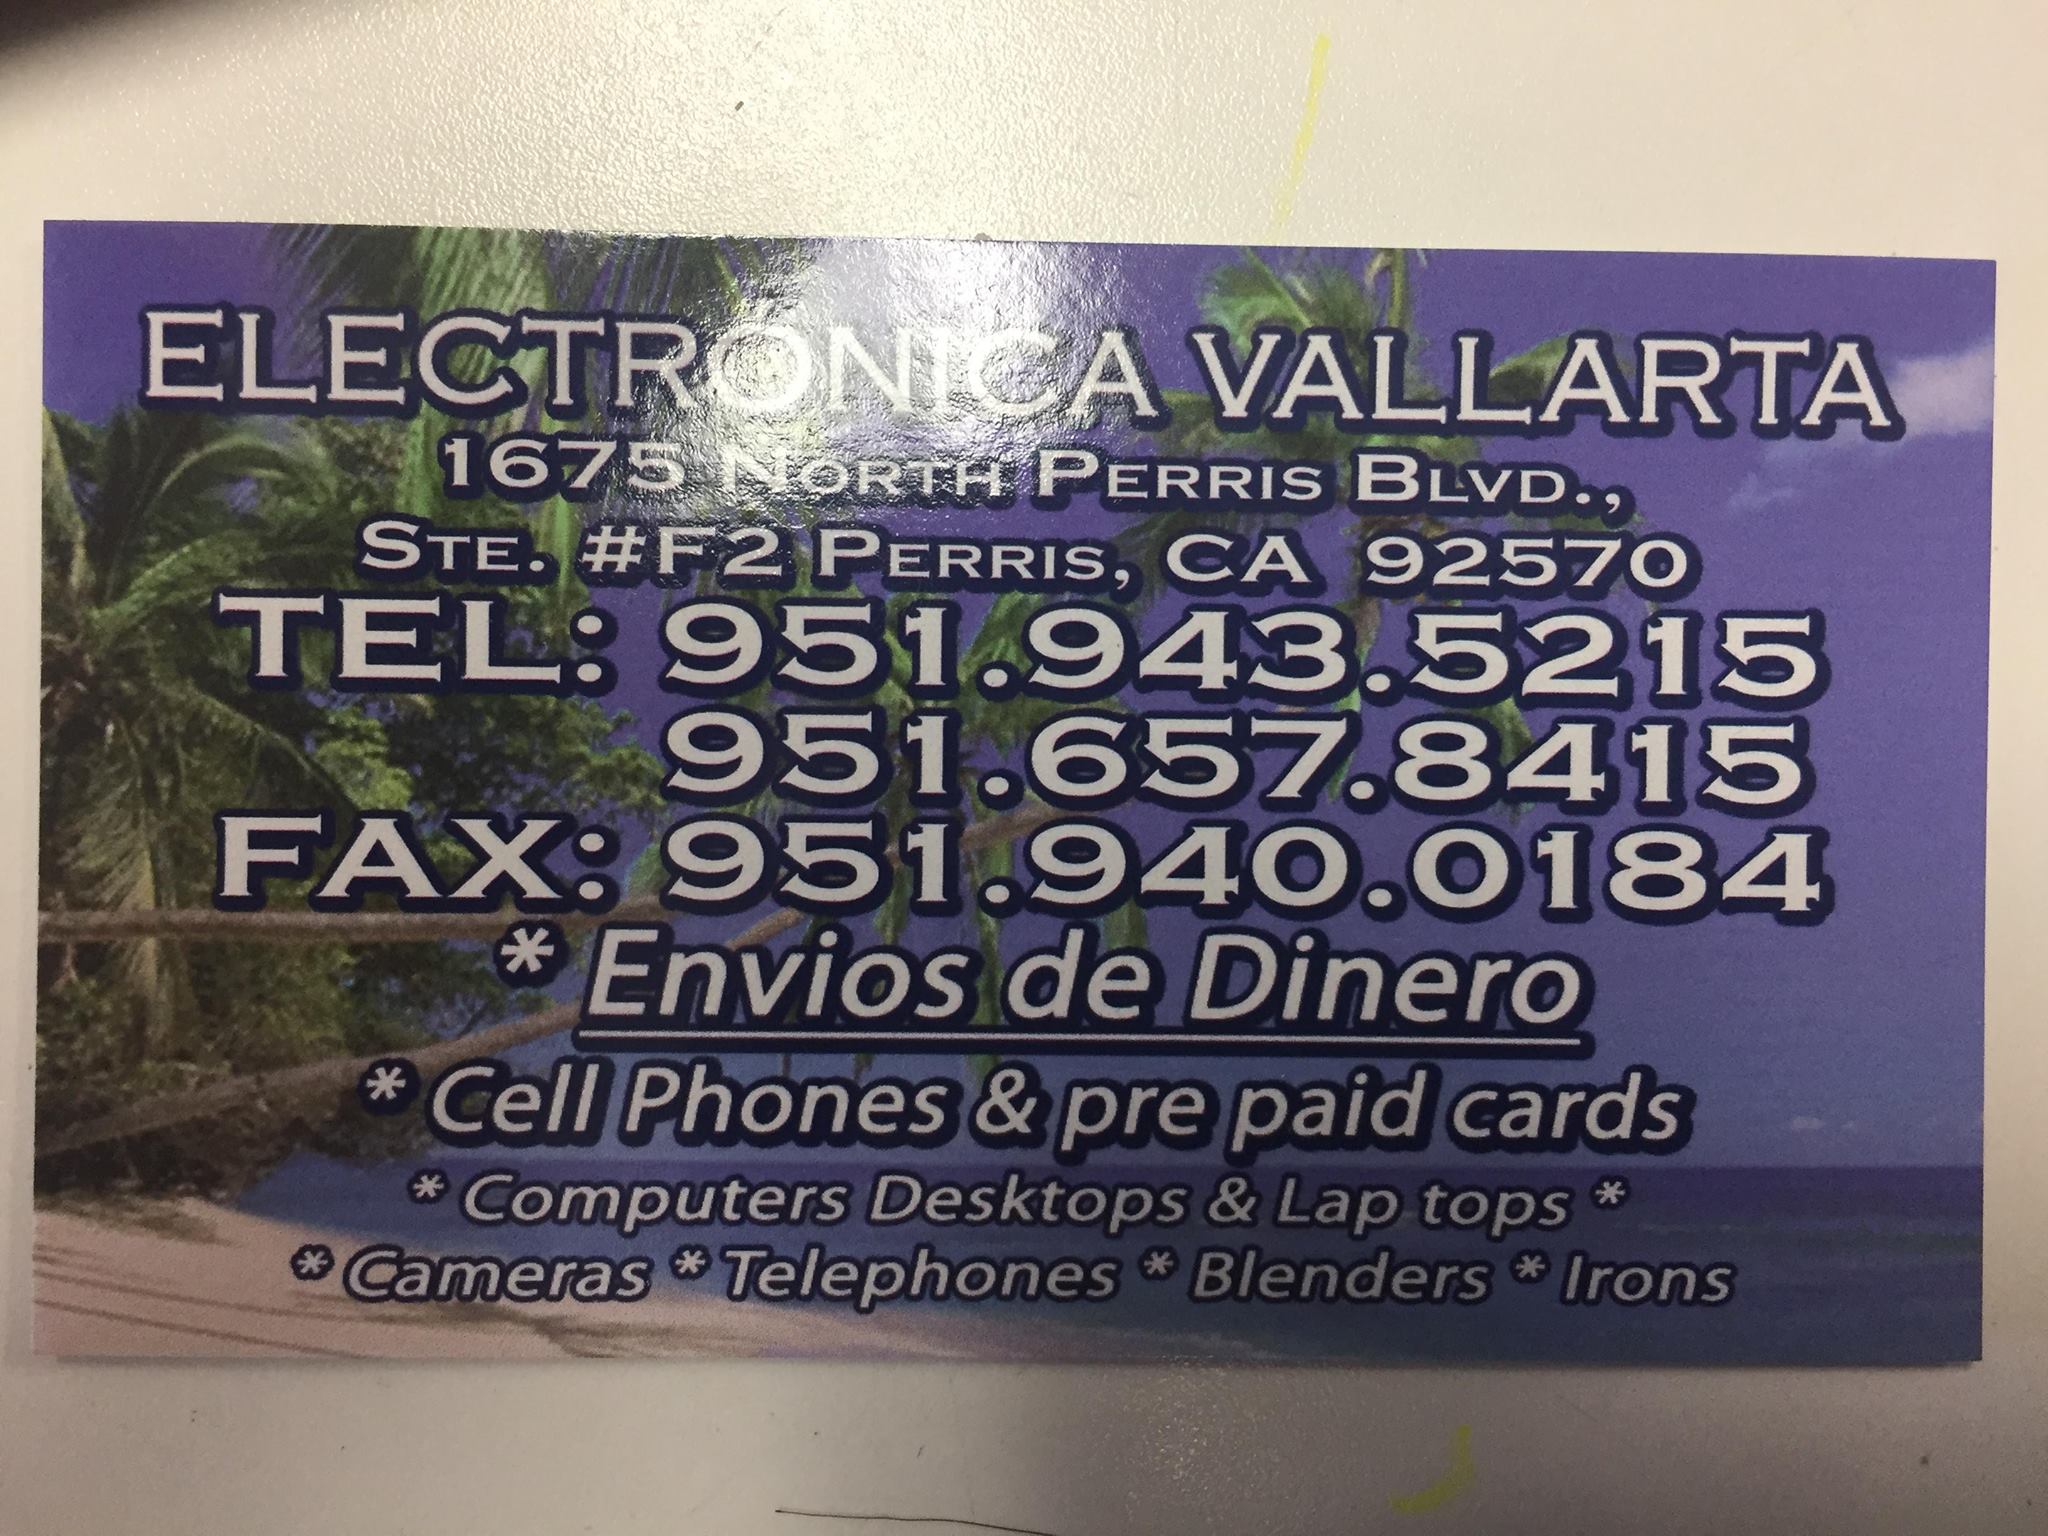 ELECTRONICA VALLARTA
1675 NORTH PERRIS BLVD.,
STE. #F2 PERRIS, CA 92570
TEL: 951.943.5215
951.657.8415
FAX: 951.940.0184
* Envios de Dinero
* Cell Phones & pre paid cards
* Computers Desktops & Lap tops *
* Cameras * Telephones * Blenders * Irons